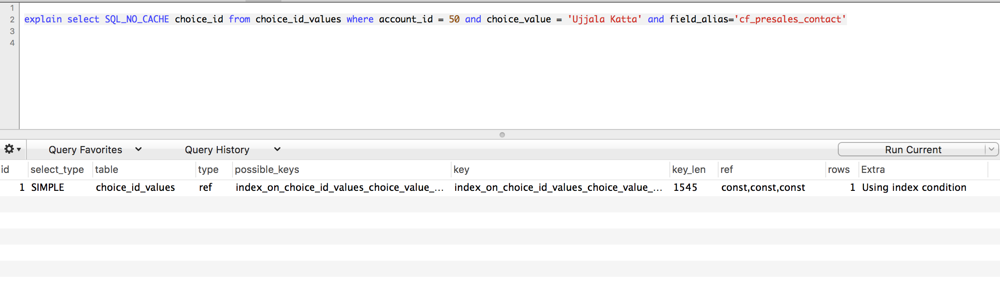 1
2 explain select SQL_NO_CACHE choice_id from choice_id_values where account_id = 50 and choice_value = 'Ujjala Katta' and field_alias='cf_presales_contact'
3
4
Query Favorites Query History Run Current
id select_type table type possible_keys key key_len ref rows Extra
1 SIMPLE choice_id_values ref index_on_choice_id_values_choice_value_... index_on_choice_id_values_choice_value_... 1545 const,const,const 1 Using index condition